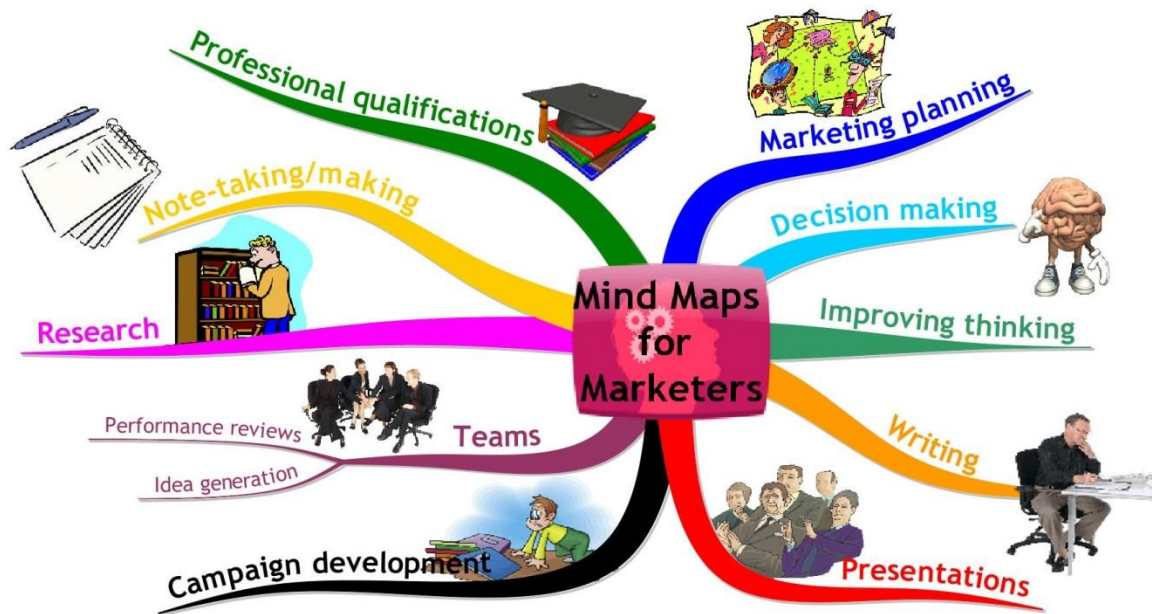 Mind Maps
for
Marketers
Marketing planning
Decision making
Improving thinking
Writing
Presentations
Campaign development
Teams
Performance reviews
Idea generation
Research
Note-taking/making
Professional qualifications